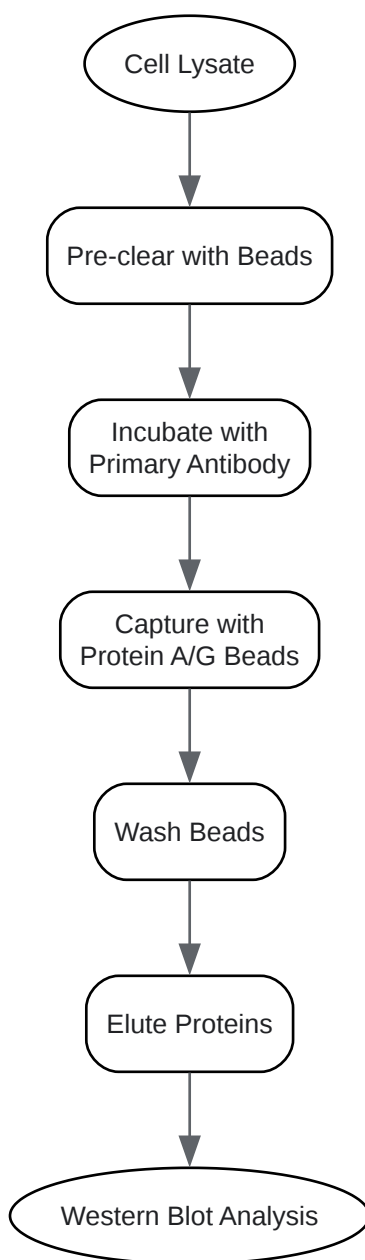 Cell Lysate
Pre-clear with Beads
Incubate with
Primary Antibody
Capture with
Protein A/G Beads
Wash Beads
Elute Proteins
Western Blot Analysis